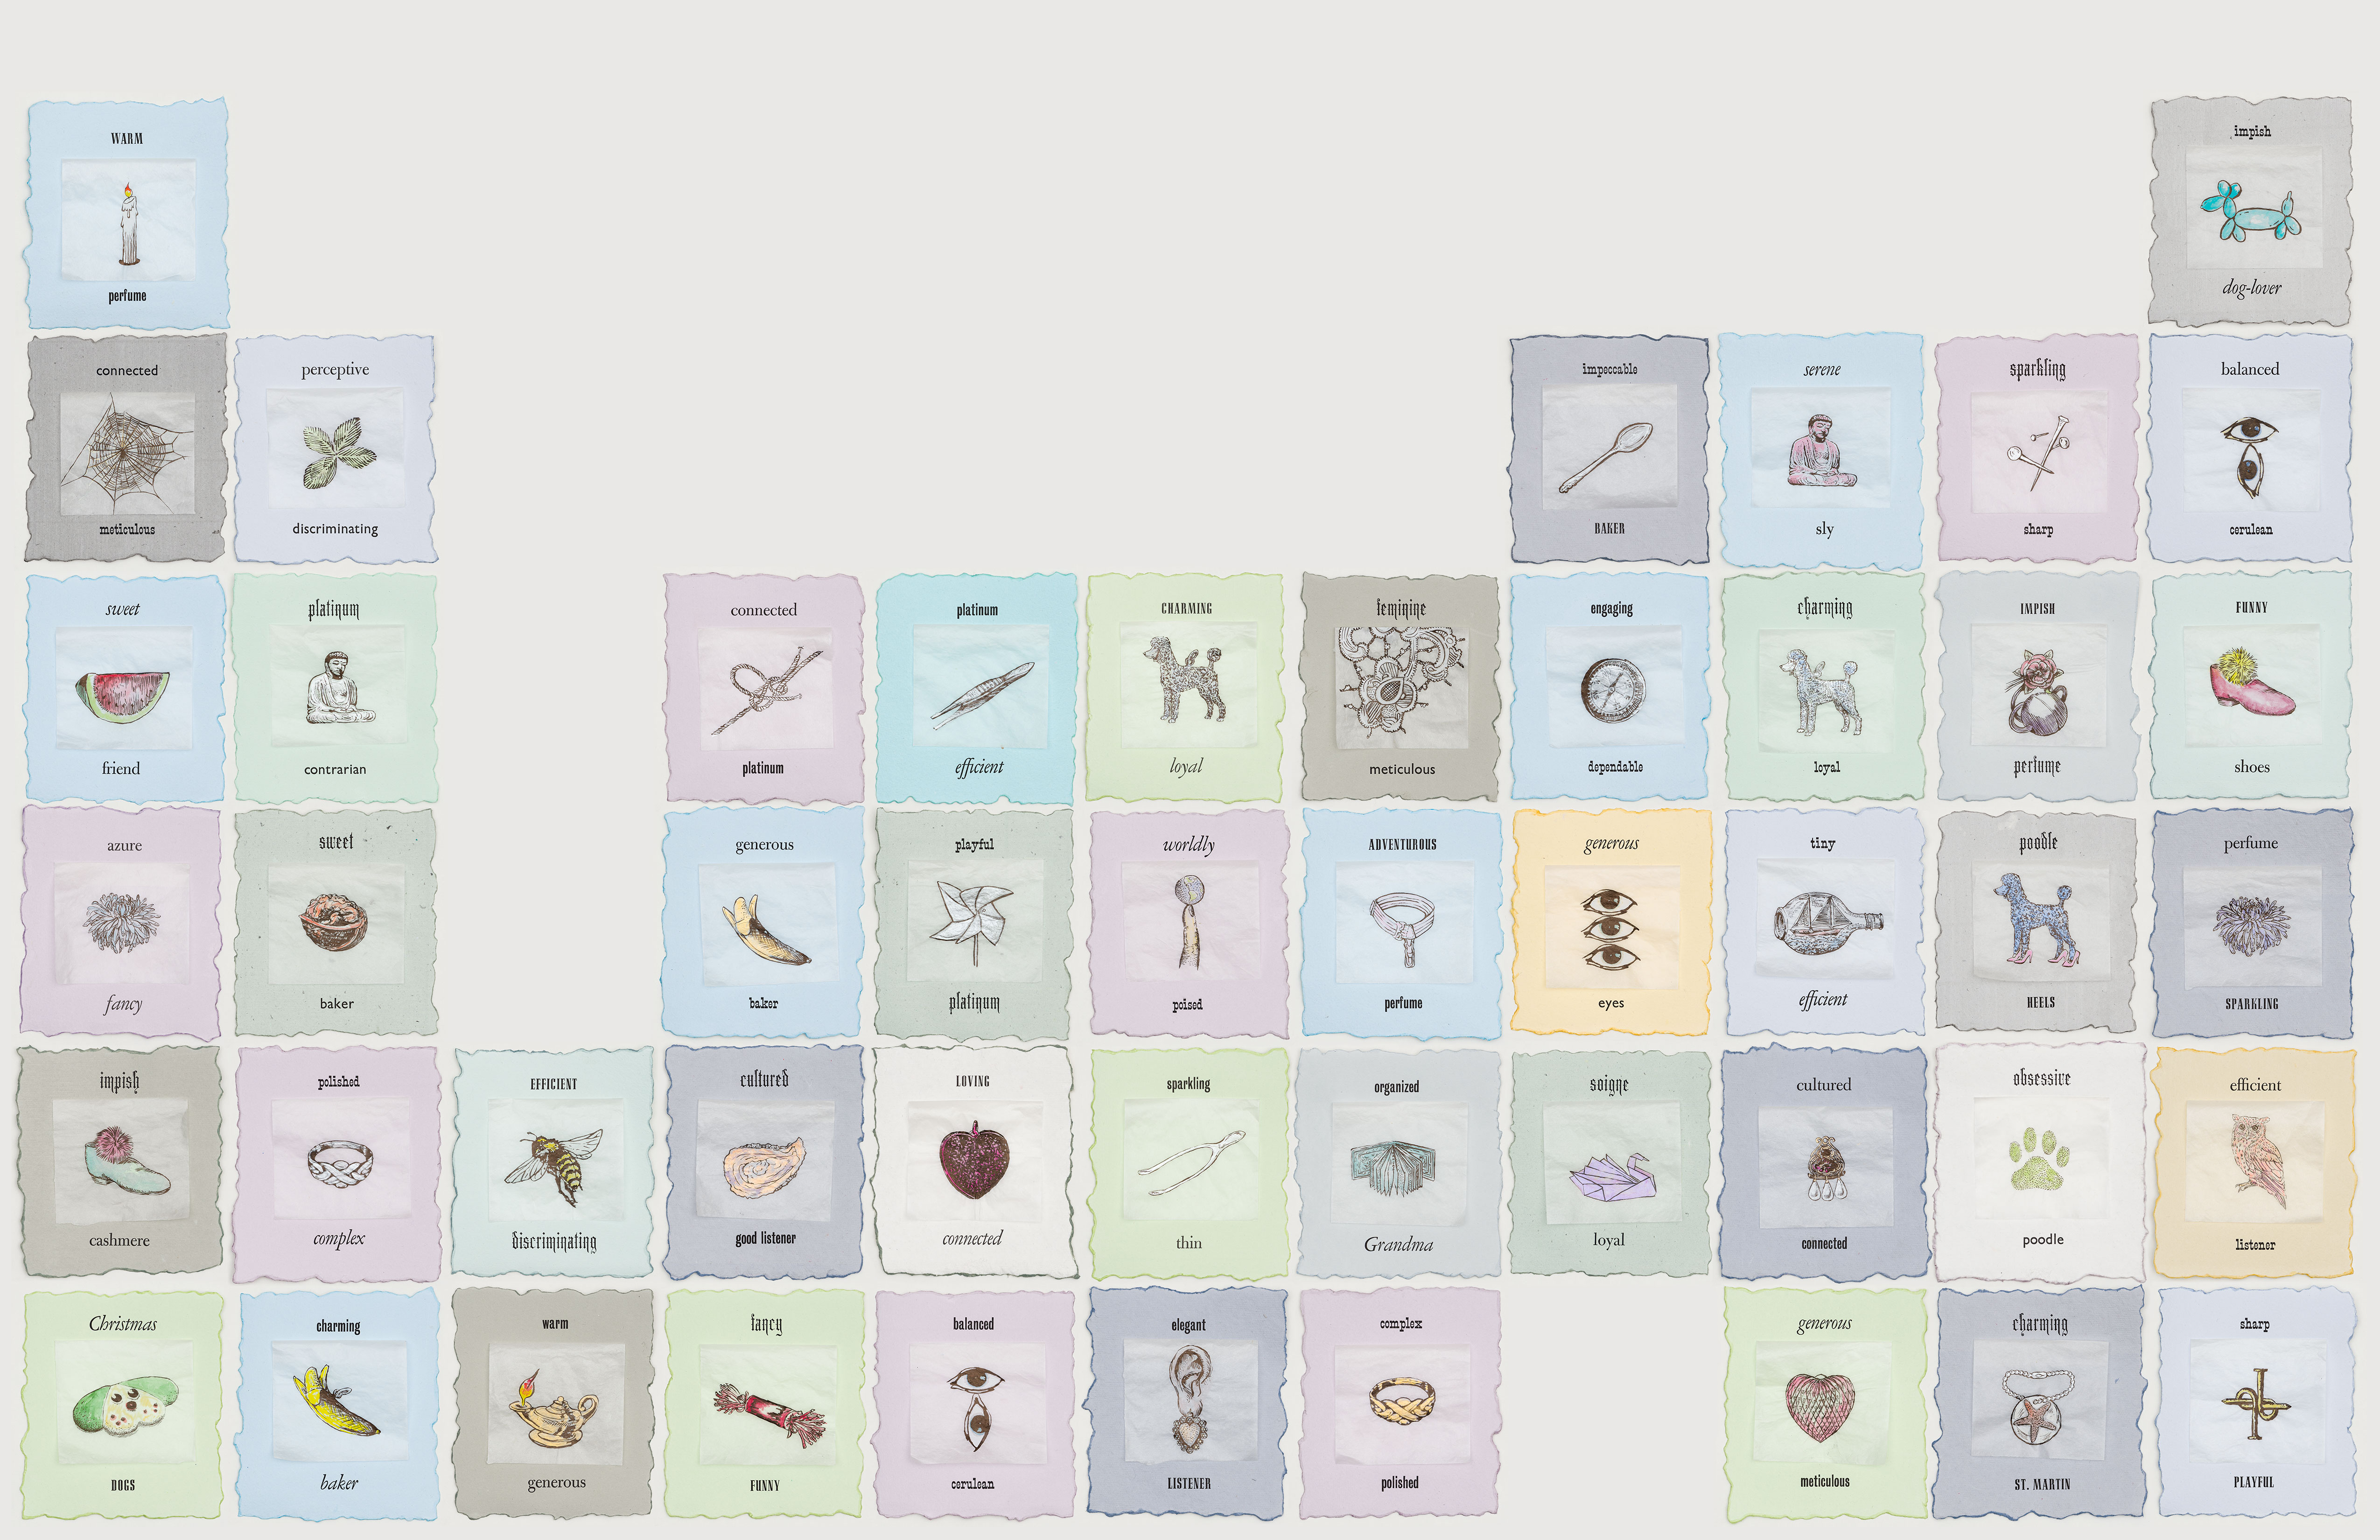 WARM
perfume
impish
dog-lover
connected
meticulous
perceptive
discriminating
impeccable
BAKER
serene
sly
sparkling
sharp
balanced
cerulean
sweet
friend
platinum
contrarian
connected
platinum
platinum
efficient
CHARMING
loyal
feminine
meticulous
engaging
dependable
charming
loyal
IMPISH
perfume
FUNNY
shoes
azure
fancy
sweet
baker
generous
baker
playful
platinum
worldly
poised
ADVENTUROUS
perfume
generous
eyes
tiny
efficient
poodle
HEELS
perfume
SPARKLING
impish
cashmere
polished
complex
EFFICIENT
discriminating
cultured
good listener
LOVING
connected
sparkling
thin
organized
Grandma
soigne
loyal
cultured
connected
obsessive
poodle
efficient
listener
Christmas
DOGS
charming
baker
warm
generous
fancy
FUNNY
balanced
cerulean
elegant
LISTENER
complex
polished
generous
meticulous
charming
ST. MARTIN
sharp
PLAYFUL